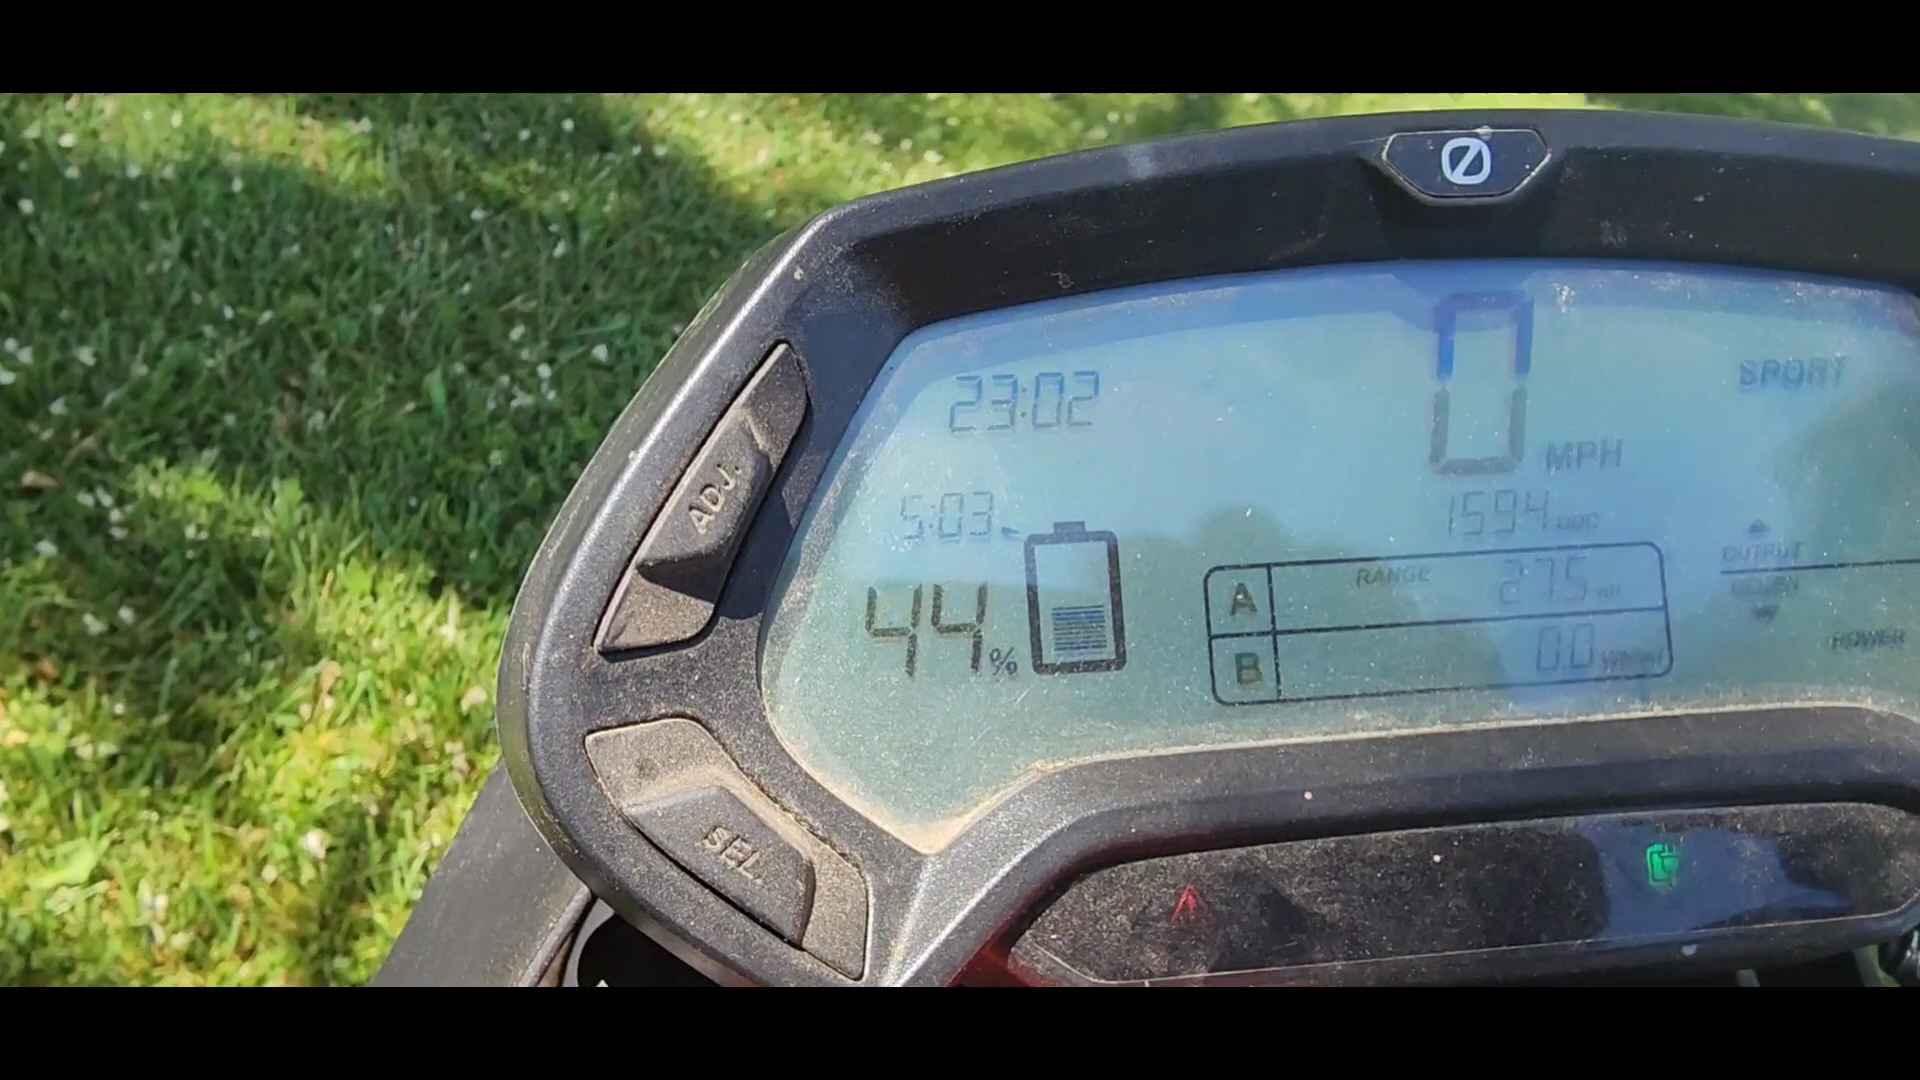 23:02
0 MPH
SPORT
ADJ.
5:03
1594 ODO
OUTPUT
REGEN
A RANGE 27.5 mi
44 %
B 0.0 Wh/mi
POWER
SEL.